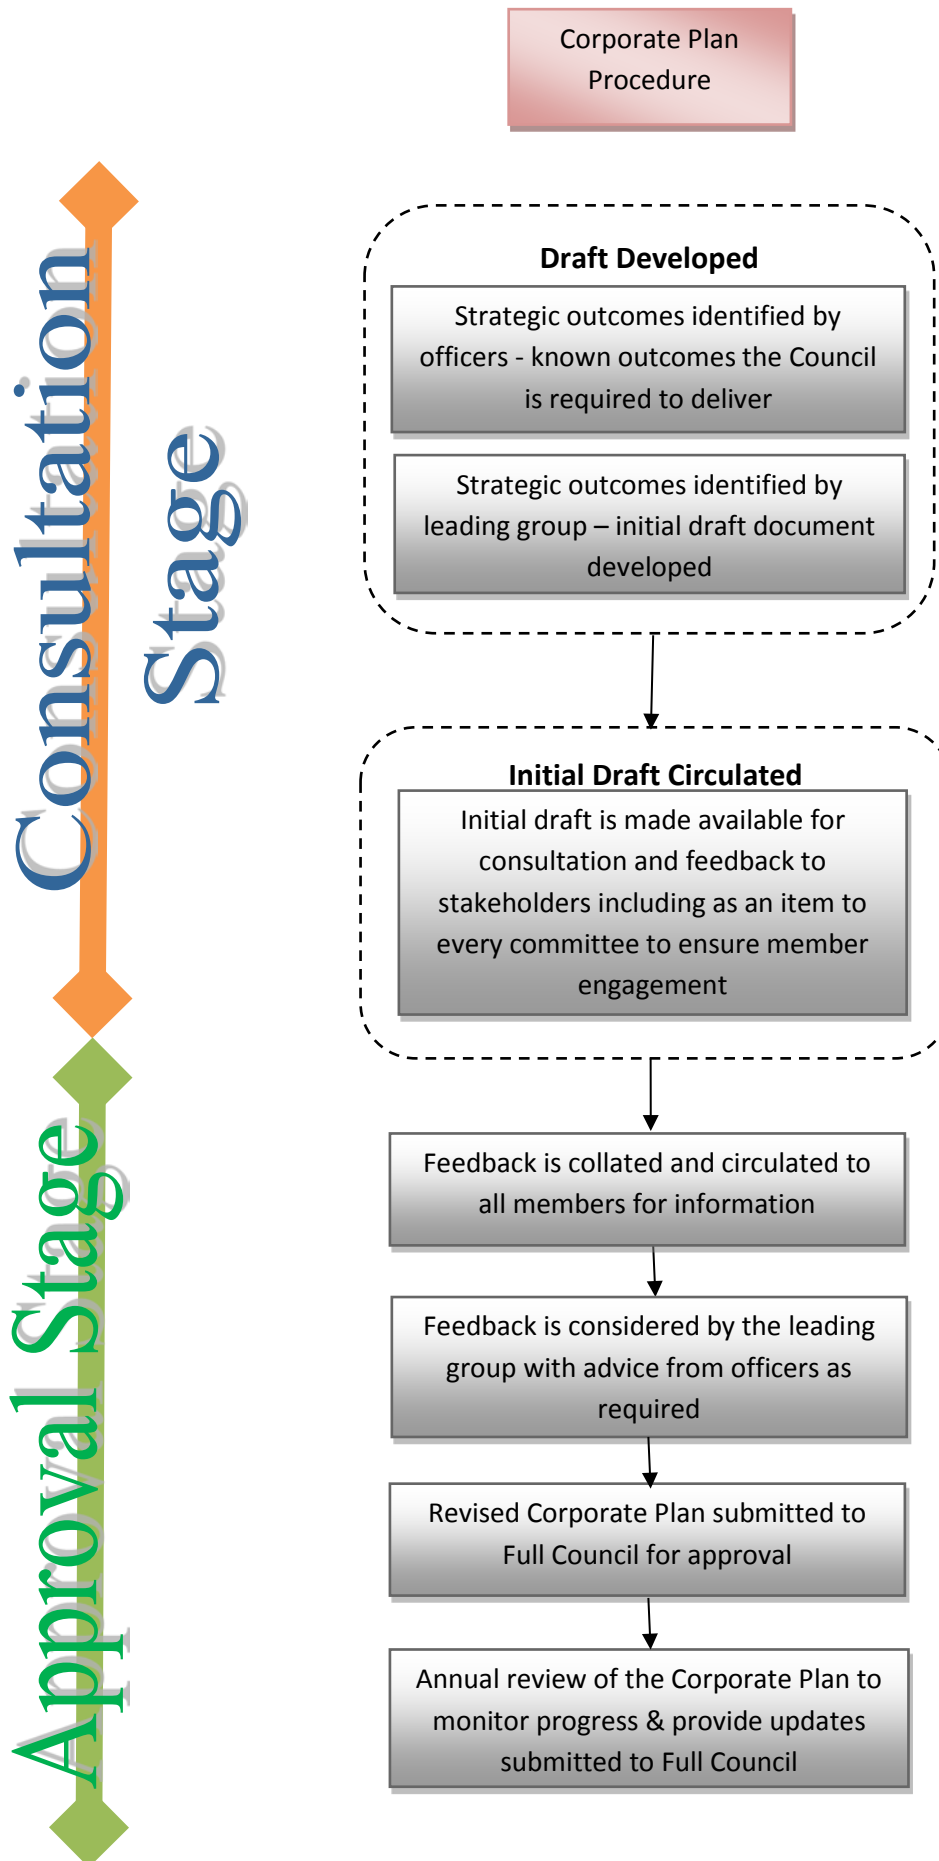 Corporate Plan
Procedure
Consultation
Stage
Draft Developed
Strategic outcomes identified by
officers - known outcomes the Council
is required to deliver
Strategic outcomes identified by
leading group – initial draft document
developed
Initial Draft Circulated
Initial draft is made available for
consultation and feedback to
stakeholders including as an item to
every committee to ensure member
engagement
Approval Stage
Feedback is collated and circulated to
all members for information
Feedback is considered by the leading
group with advice from officers as
required
Revised Corporate Plan submitted to
Full Council for approval
Annual review of the Corporate Plan to
monitor progress & provide updates
submitted to Full Council